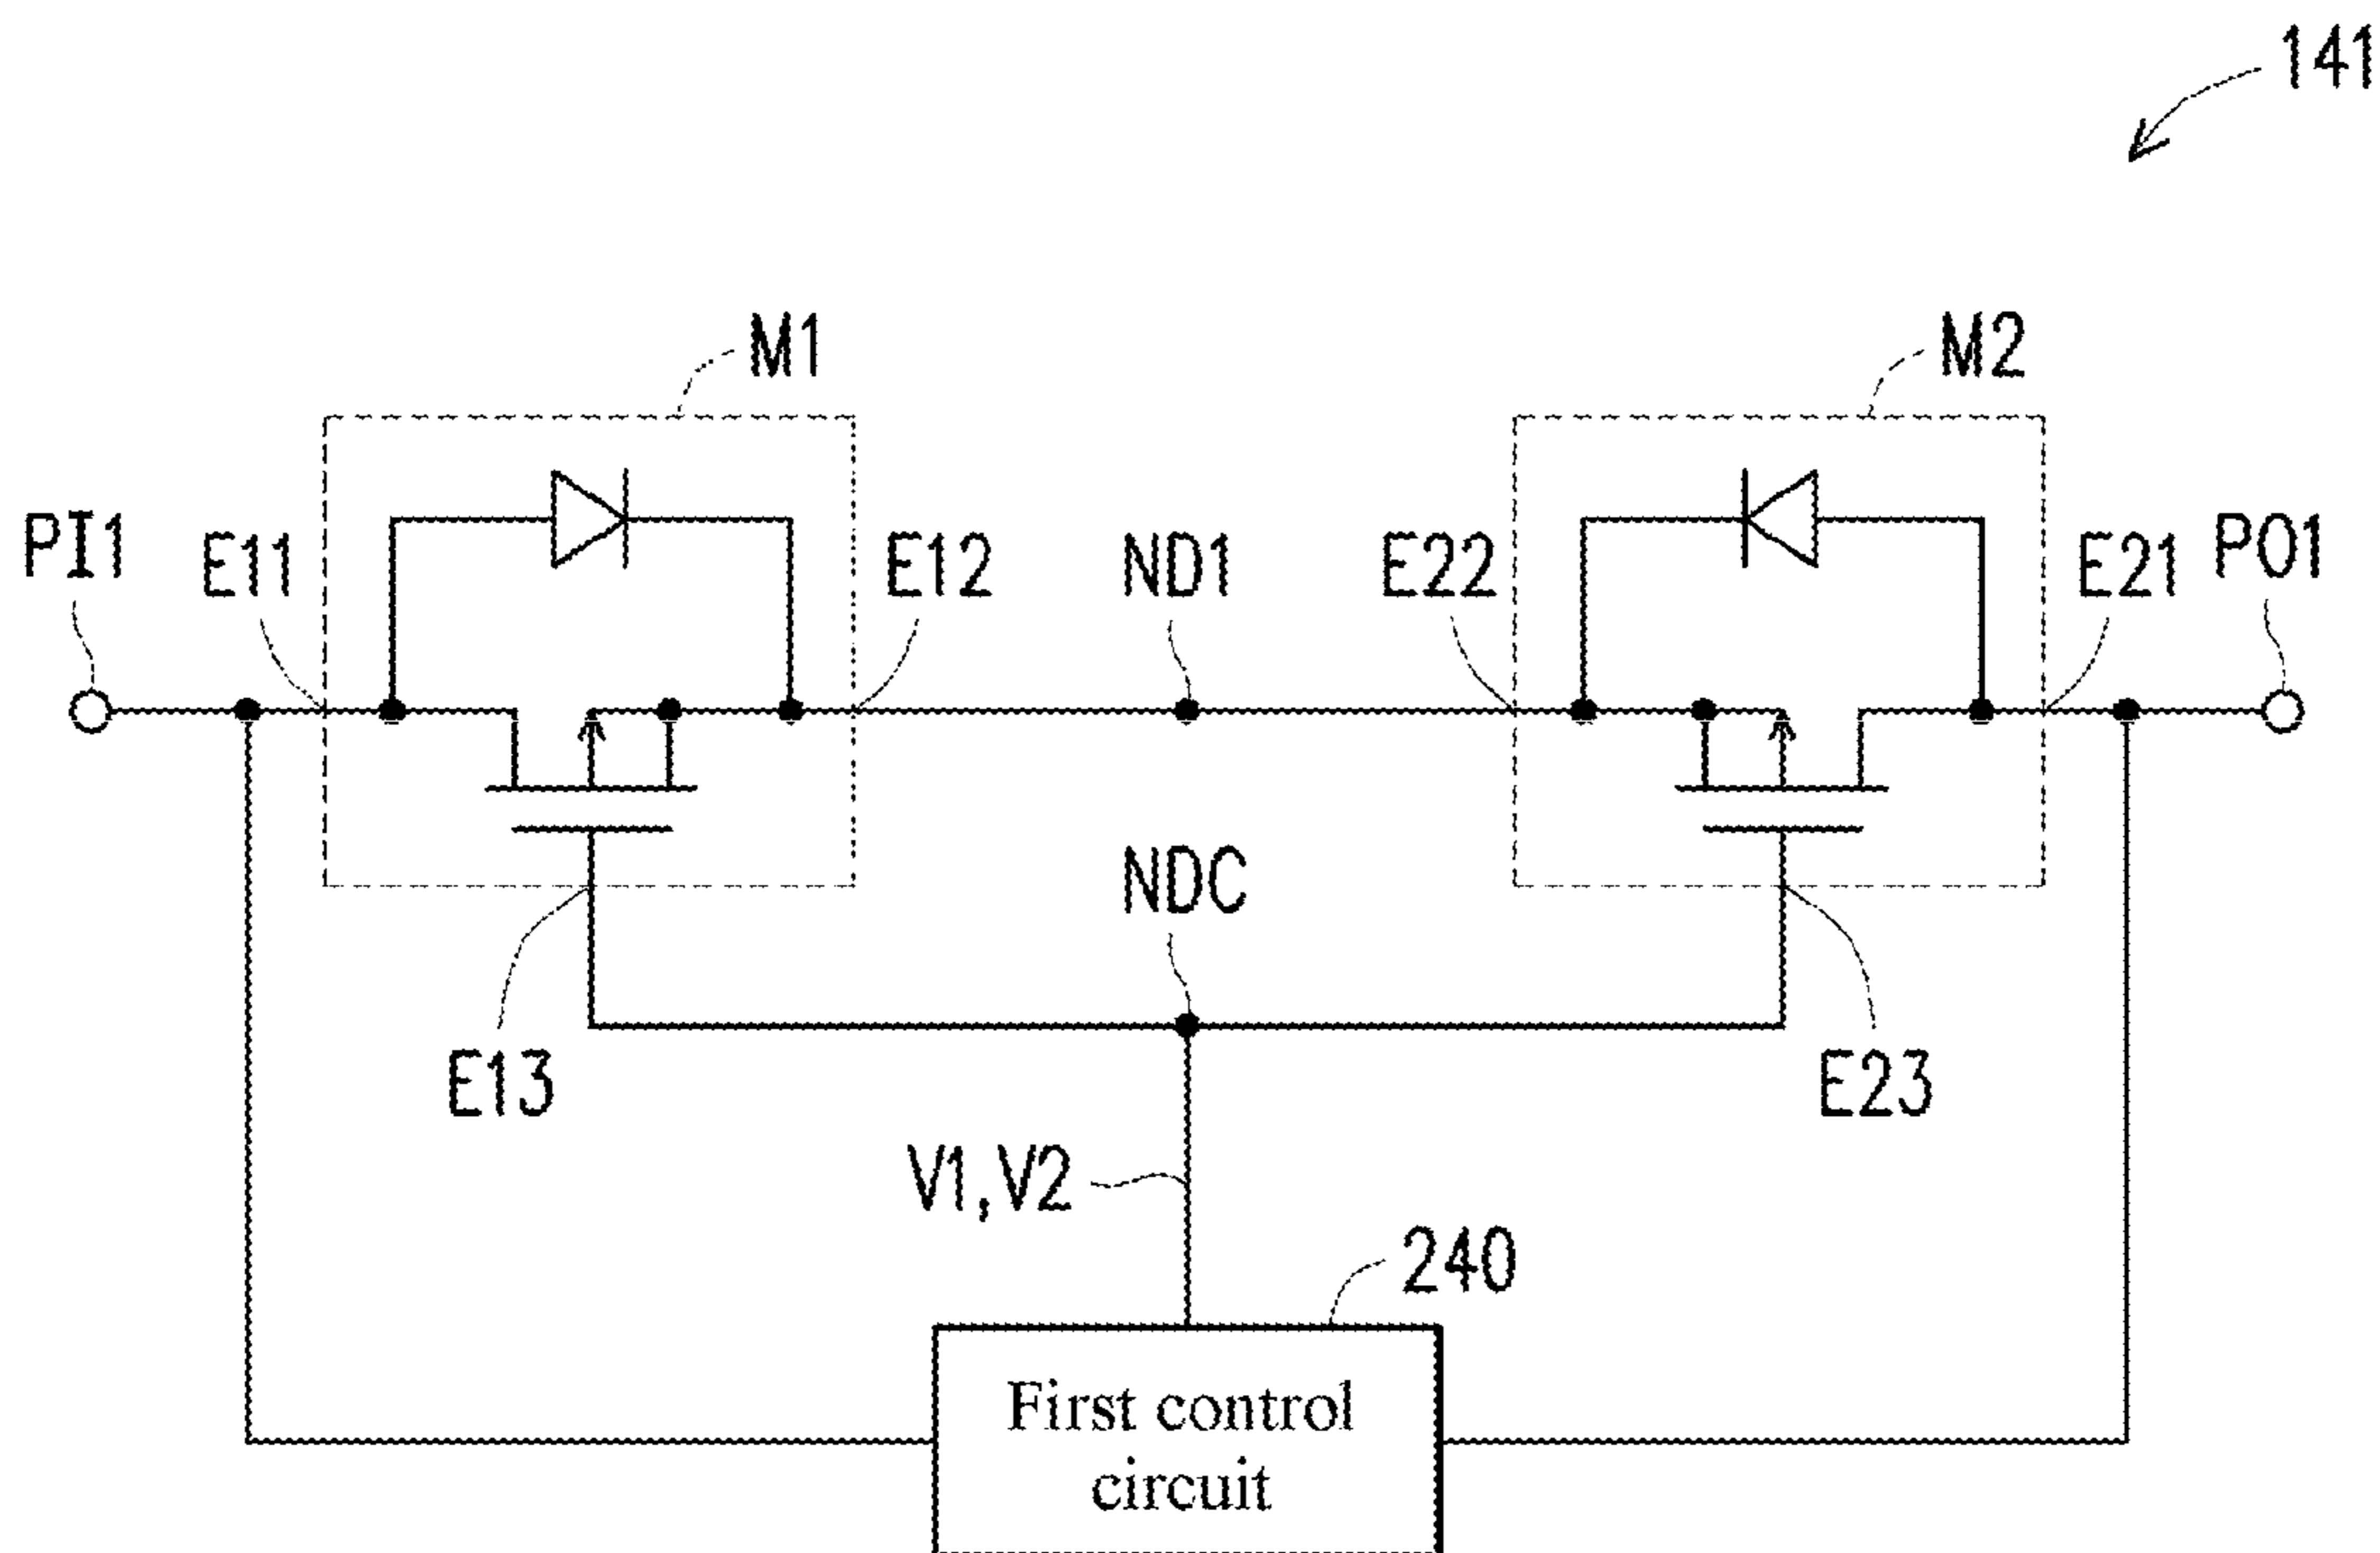 141
M1
M2
PI1
E11
E12
ND1
E22
E21
PO1
NDC
E13
E23
V1,V2
240
First control
circuit